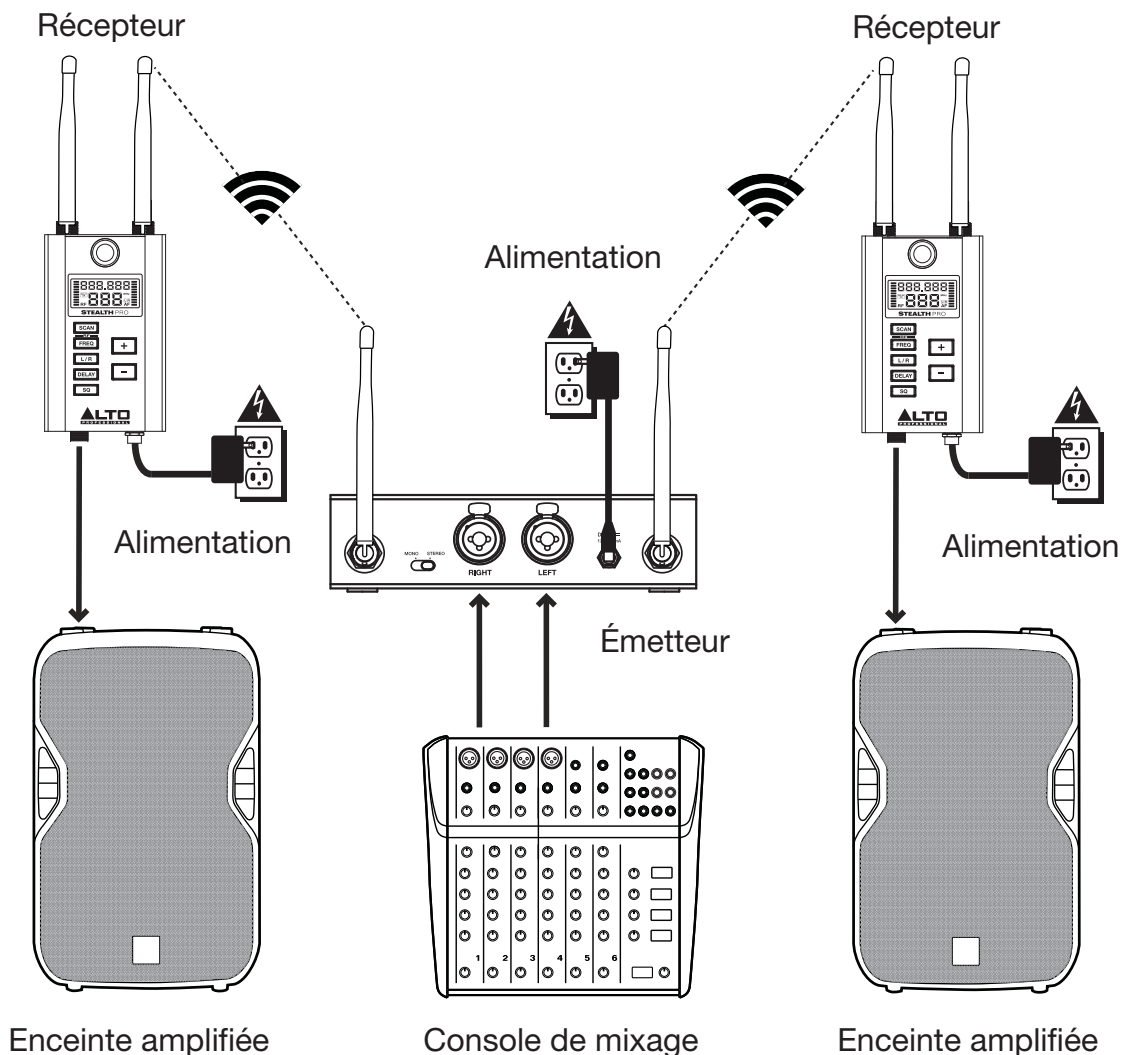 Récepteur
Récepteur
Alimentation
888.888
888
STEALTH PRO
SCAN
FREQ
L / R
DELAY
SQ
+
-
ALTO
PROFESSIONAL
888.888
888
STEALTH PRO
SCAN
FREQ
L / R
DELAY
SQ
+
-
ALTO
PROFESSIONAL
Alimentation
Alimentation
MONO STEREO
RIGHT
LEFT
Émetteur
1 2 3 4 5 6
Enceinte amplifiée
Console de mixage
Enceinte amplifiée